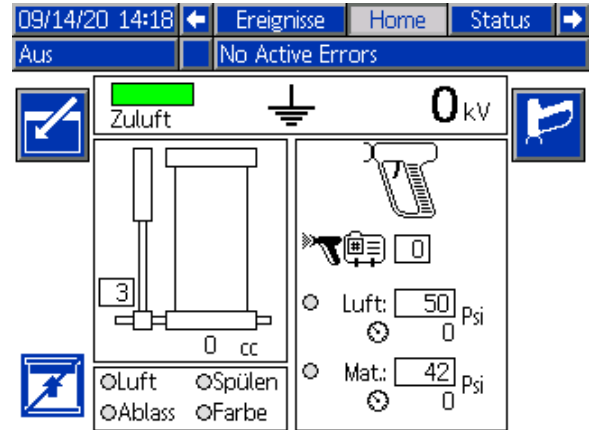 09/14/20 14:18 Ereignisse Home Status
Aus No Active Errors
Zuluft 0 kV
# 0
3
Luft: 50 Psi
0
0 cc
Mat.: 42 Psi
0
Luft Spülen
Ablass Farbe